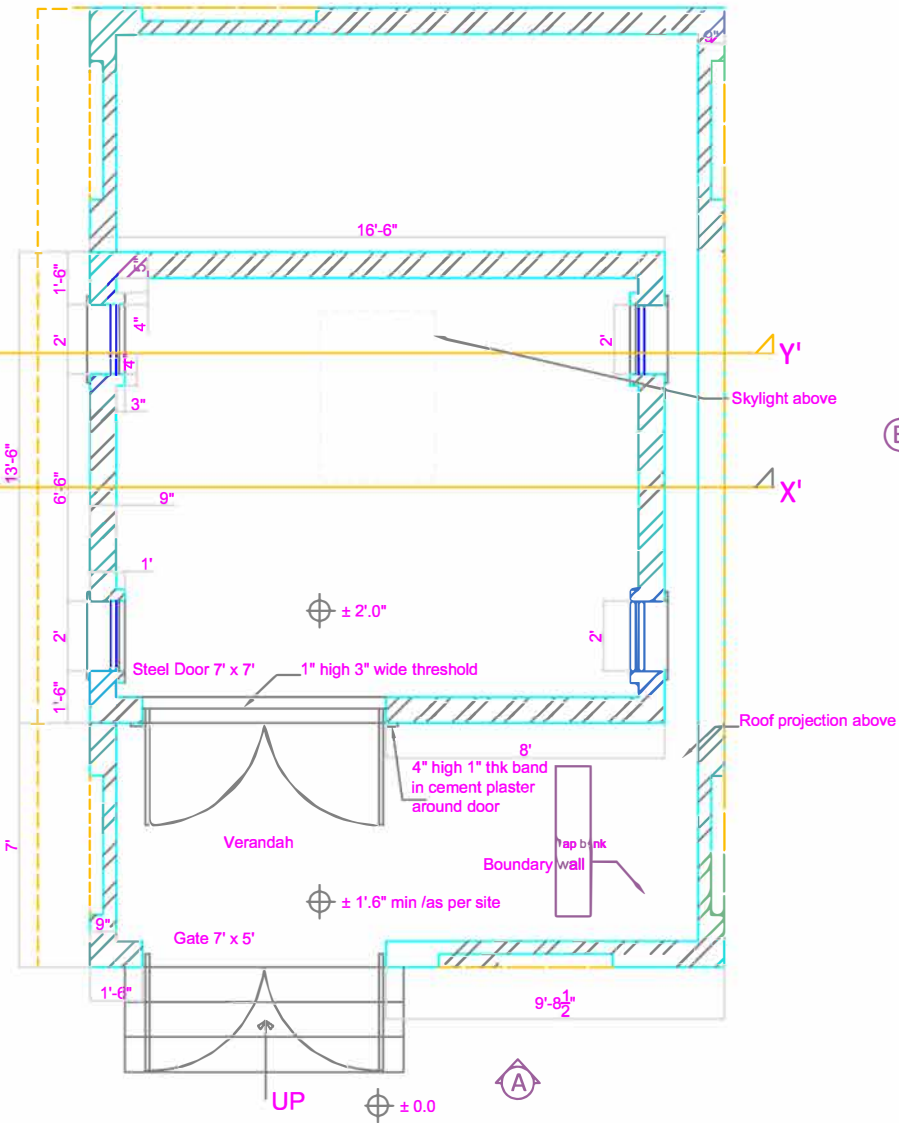 9"
16'-6"
1'-6"
5"
4"
2'
2'
Y'
4"
3"
Skylight above
13'-6"
6'-6"
9"
X'
1'
± 2'.0"
2'
2'
Steel Door 7' x 7'
1" high 3" wide threshold
1'-6"
Roof projection above
8'
4" high 1" thk band
in cement plaster
around door
7'
Verandah
Boundary wall
± 1'.6" min /as per site
9"
Gate 7' x 5'
1'-6"
9'-8 1/2"
UP
A
± 0.0